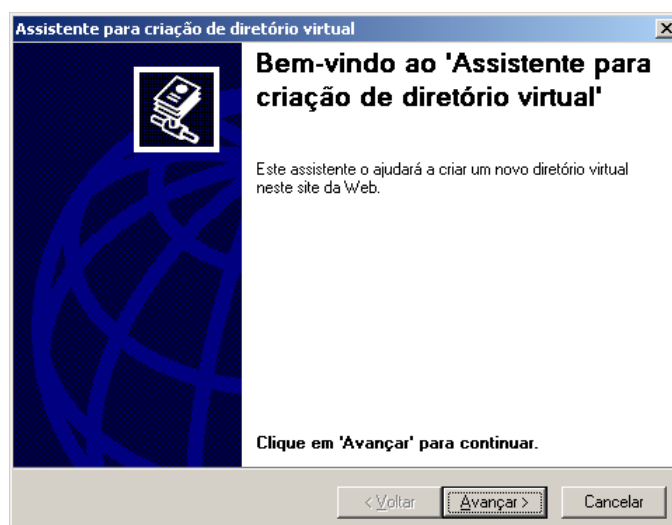 Assistente para criação de diretório virtual
Bem-vindo ao 'Assistente para
criação de diretório virtual'
Este assistente o ajudará a criar um novo diretório virtual
neste site da Web.
Clique em 'Avançar' para continuar.
< Voltar
Avançar >
Cancelar